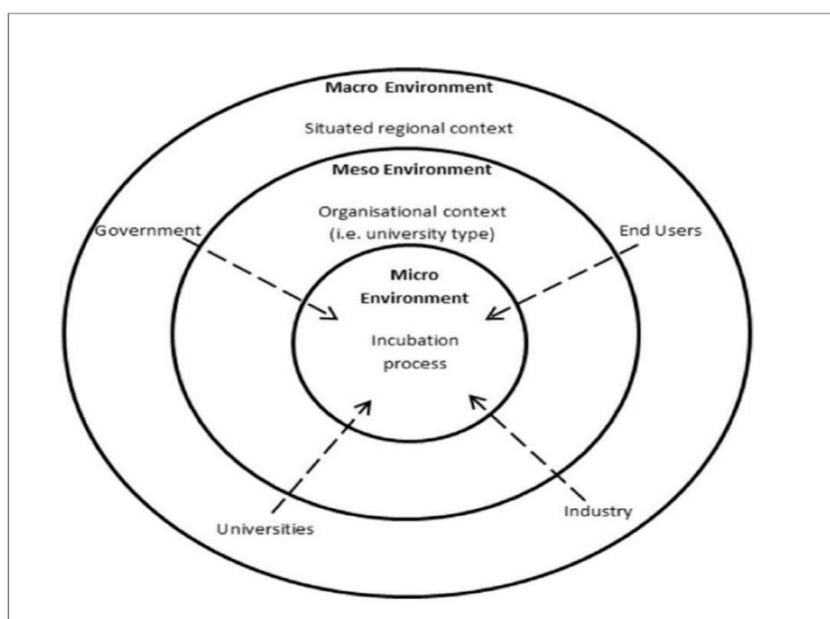 Macro Environment
Situated regional context
Meso Environment
Organisational context
(i.e. university type)
Government
End Users
Micro
Environment
Incubation
process
Universities
Industry